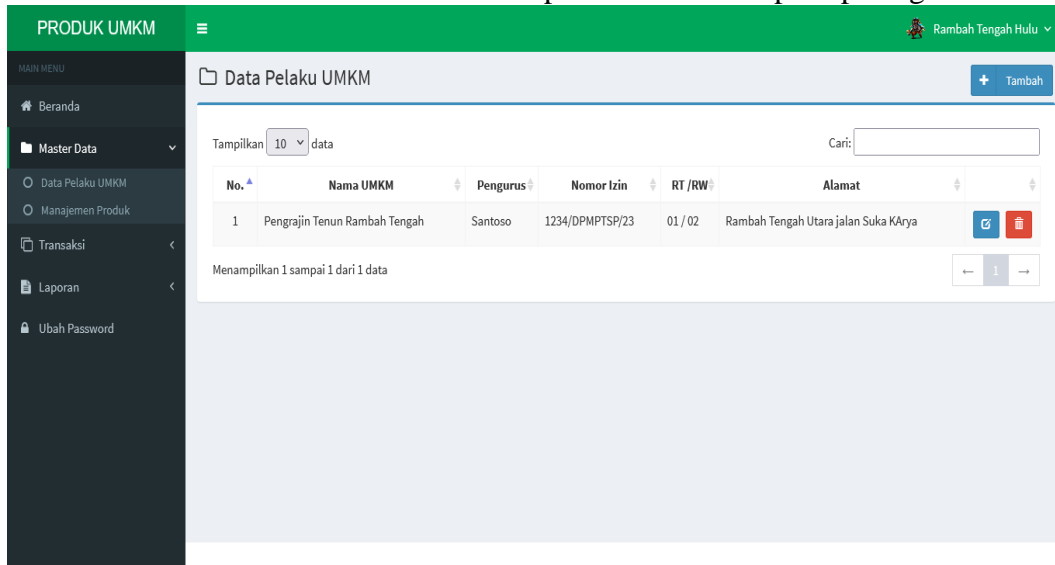 PRODUK UMKM
Rambah Tengah Hulu
MAIN MENU
Beranda
Master Data
Data Pelaku UMKM
Manajemen Produk
Transaksi
Laporan
Ubah Password
Data Pelaku UMKM
+ Tambah
Tampilkan 10 data
Cari:
No. Nama UMKM Pengurus Nomor Izin RT /RW Alamat
1 Pengrajin Tenun Rambah Tengah Santoso 1234/DPMPTSP/23 01 / 02 Rambah Tengah Utara jalan Suka KArya
Menampilkan 1 sampai 1 dari 1 data
← 1 →